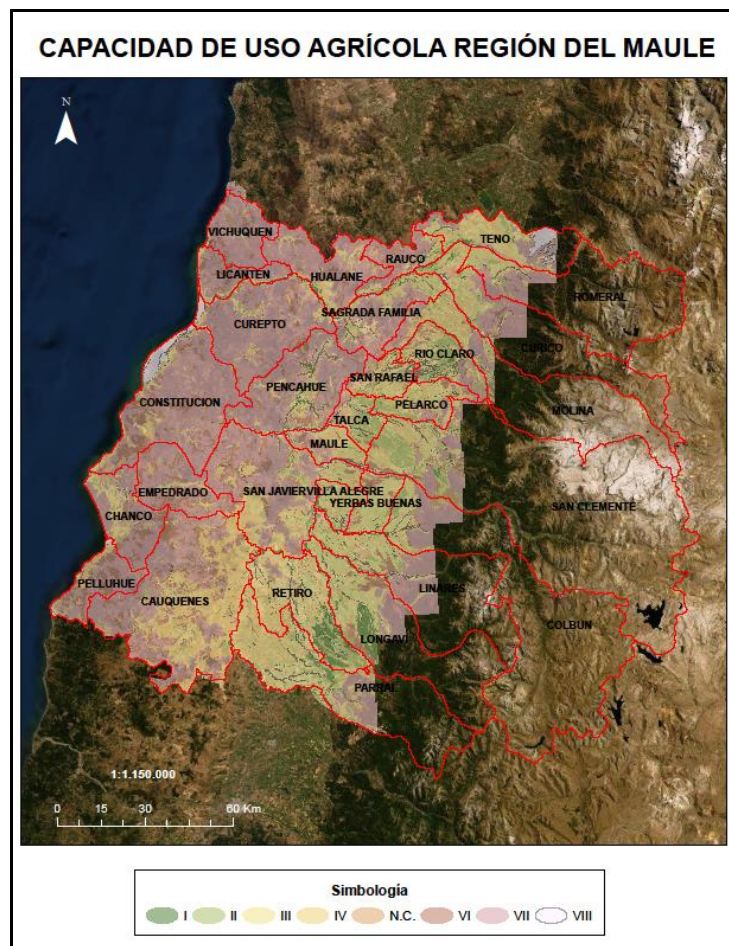 CAPACIDAD DE USO AGRÍCOLA REGIÓN DEL MAULE
N
VICHUQUEN
TENO
RAUCO
LICANTEN
HUALANE
ROMERAL
SAGRADA FAMILIA
CUREPTO
CURICO
RIO CLARO
SAN RAFAEL
PENCAHUE
CONSTITUCION
PELARCO
MOLINA
TALCA
MAULE
EMPEDRADO
SAN JAVIER
VILLA ALEGRE
YERBAS BUENAS
SAN CLEMENTE
CHANCO
PELLUHUE
CAUQUENES
RETIRO
LINARES
COLBUN
LONGAVI
PARRAL
1:1.150.000
0 15 30 60 Km
Simbología
I II III IV N.C. VI VII VIII